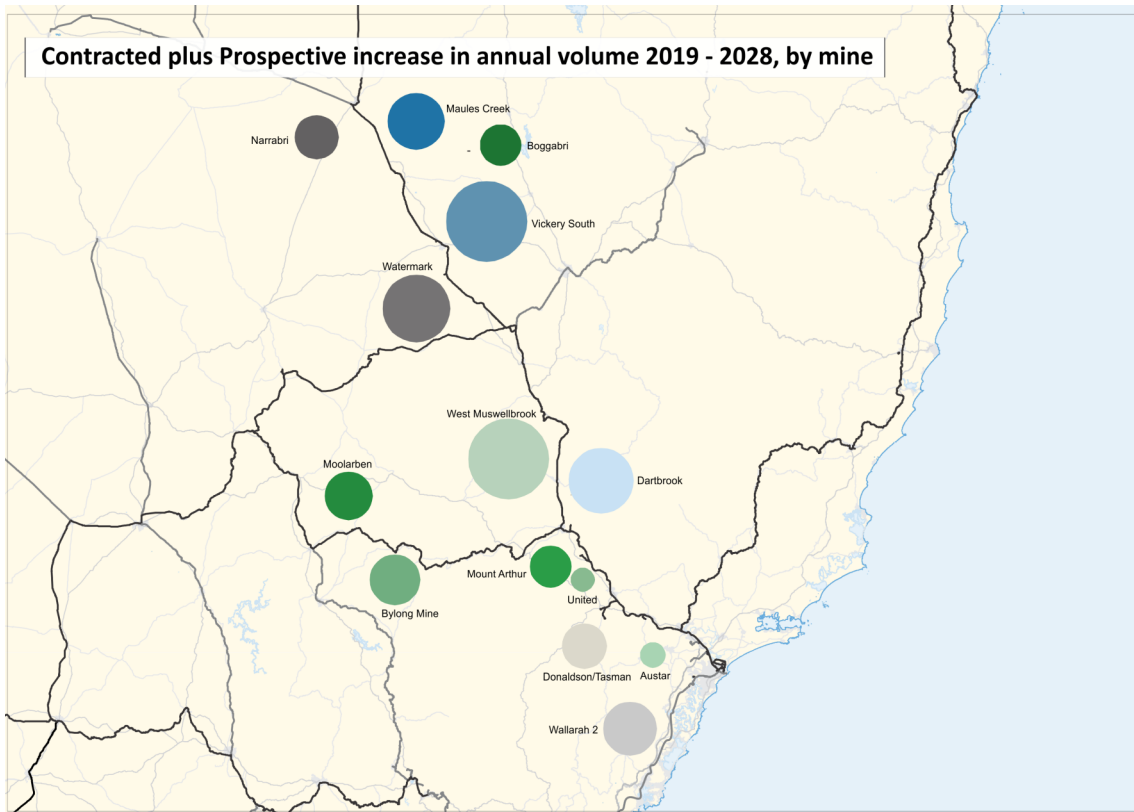 Contracted plus Prospective increase in annual volume 2019 - 2028, by mine
Maules Creek
Narrabri
Boggabri
Vickery South
Watermark
West Muswellbrook
Moolarben
Dartbrook
Mount Arthur
United
Bylong Mine
Donaldson/Tasman
Austar
Wallarah 2